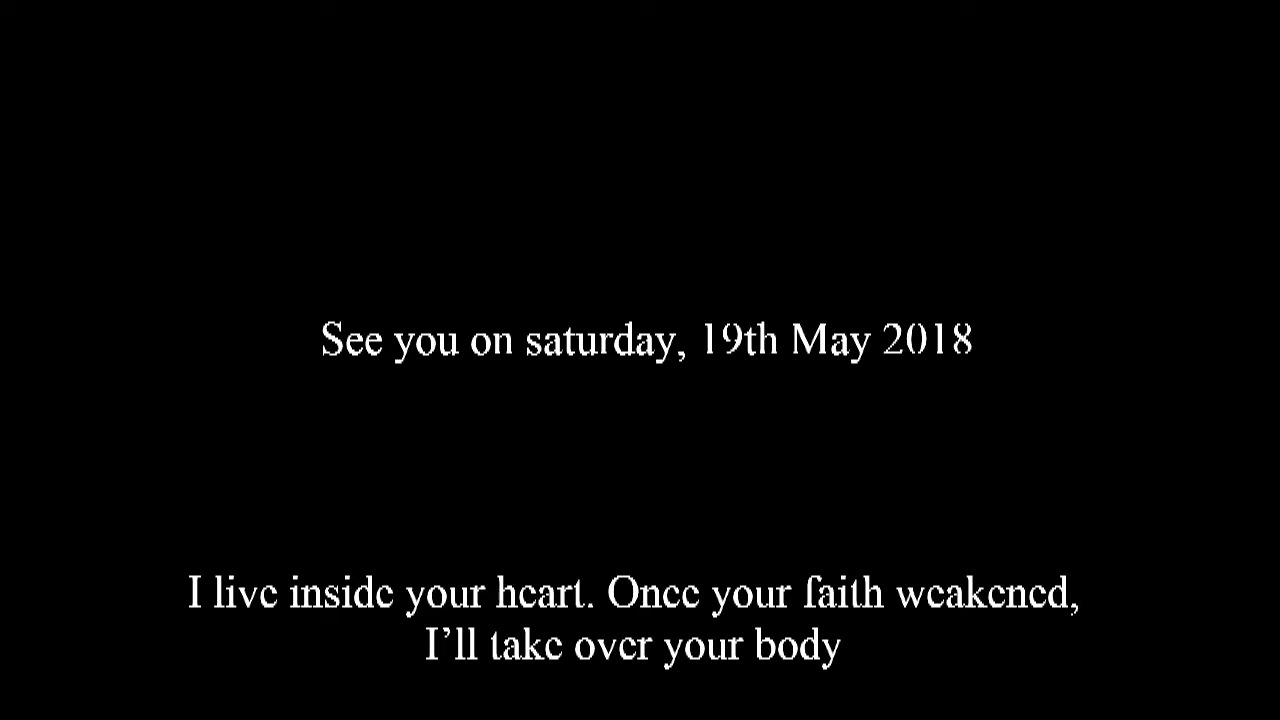 See you on saturday, 19th May 2018
I live inside your heart. Once your faith weakened,
I’ll take over your body